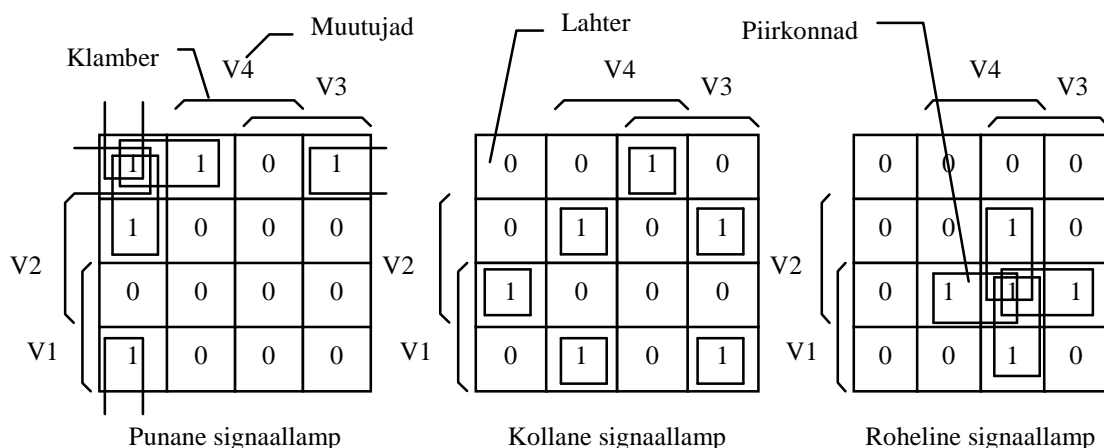 Klamber Muutujad Lahter Piirkonnad
V4 V4 V4
V3 V3 V3
1 1 0 1 0 0 1 0 0 0 0 0
1 0 0 0 0 1 0 1 0 0 1 0
V2 V2 V2
0 0 0 0 1 0 0 0 0 1 1 1
V1 V1 V1
1 0 0 0 0 1 0 1 0 0 1 0
Punane signaallamp Kollane signaallamp Roheline signaallamp